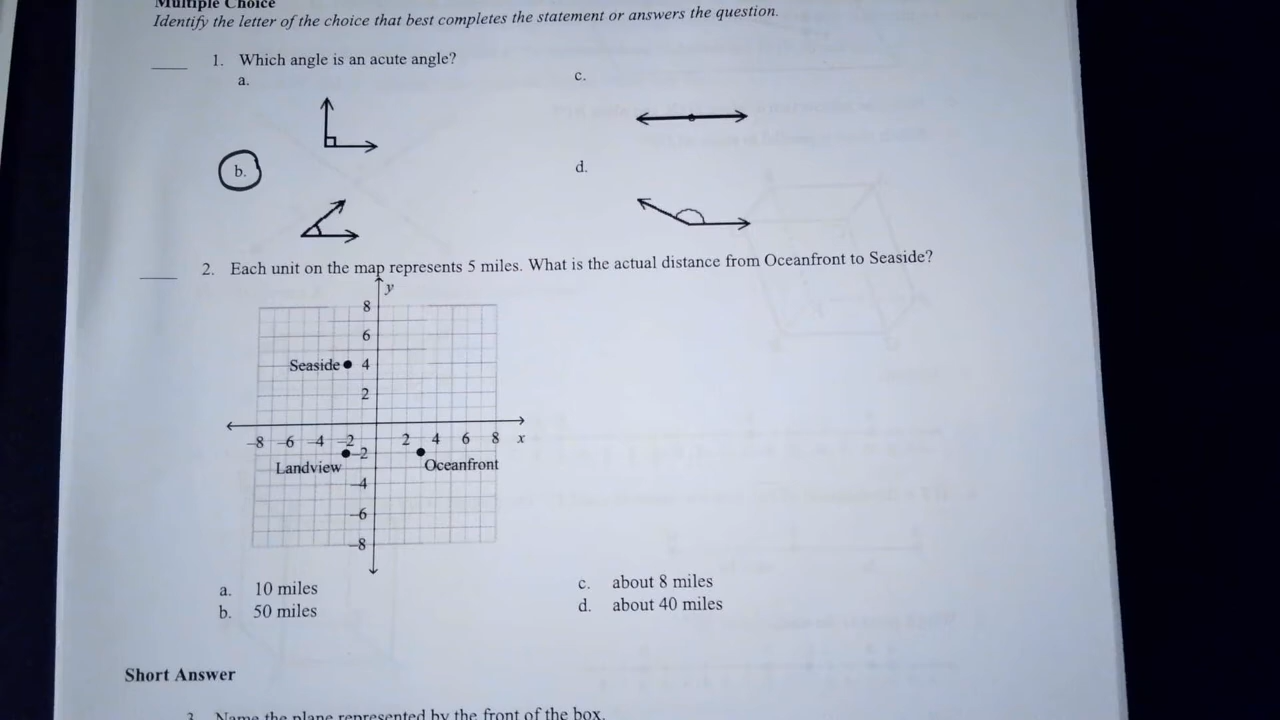 Multiple Choice
Identify the letter of the choice that best completes the statement or answers the question.
____ 1. Which angle is an acute angle?
a.
c.
b.
d.
____ 2. Each unit on the map represents 5 miles. What is the actual distance from Oceanfront to Seaside?
y
8
6
Seaside 4
2
–8 –6 –4 –2 2 4 6 8 x
–2
Landview Oceanfront
–4
–6
–8
a. 10 miles
c. about 8 miles
b. 50 miles
d. about 40 miles
Short Answer
3. Name the plane represented by the front of the box.